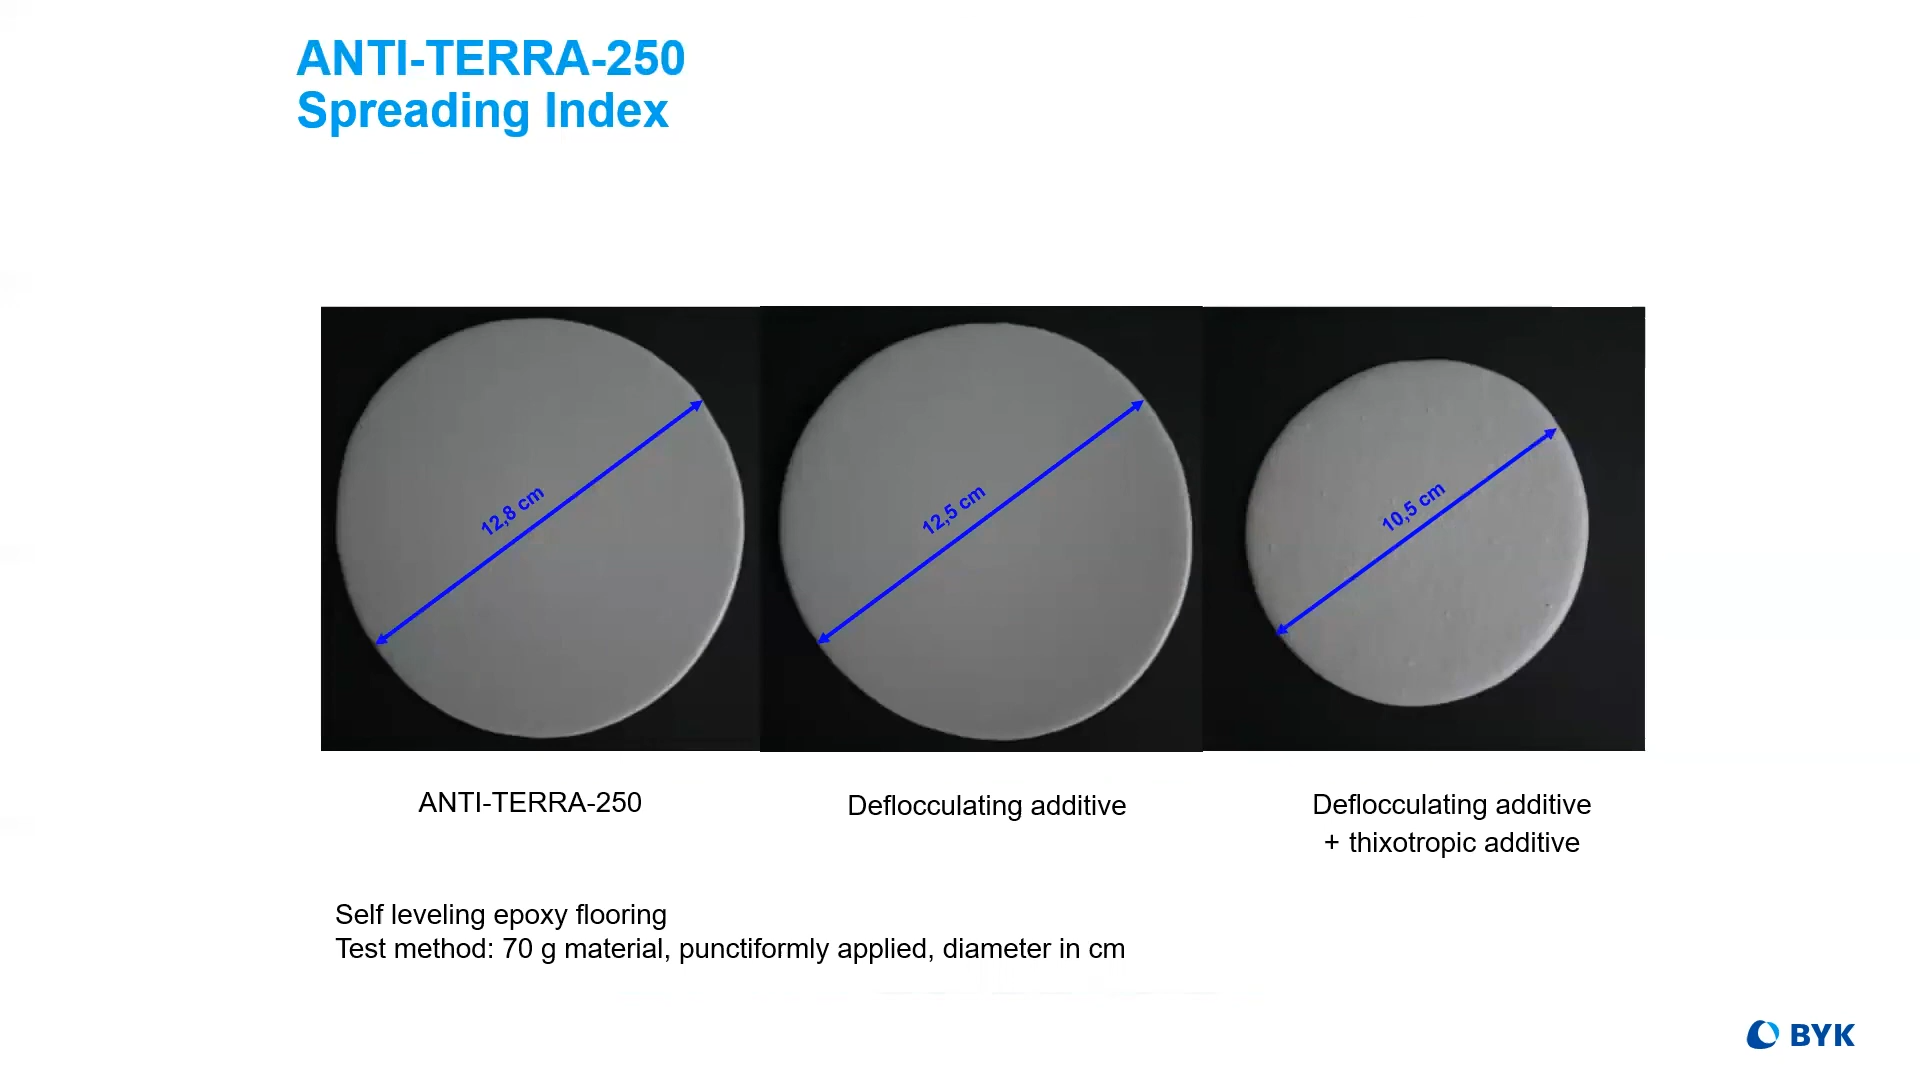 ANTI-TERRA-250
Spreading Index
12,8 cm
12,5 cm
10,5 cm
ANTI-TERRA-250
Deflocculating additive
Deflocculating additive
+ thixotropic additive
Self leveling epoxy flooring
Test method: 70 g material, punctiformly applied, diameter in cm
BYK